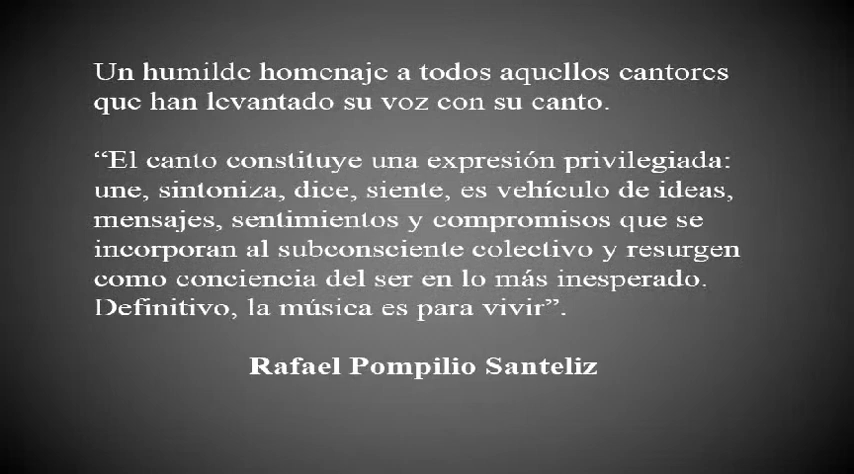 Un humilde homenaje a todos aquellos cantores
que han levantado su voz con su canto.
“El canto constituye una expresión privilegiada:
une, sintoniza, dice, siente, es vehículo de ideas,
mensajes, sentimientos y compromisos que se
incorporan al subconsciente colectivo y resurgen
como conciencia del ser en lo más inesperado.
Definitivo, la música es para vivir”.
Rafael Pompilio Santeliz